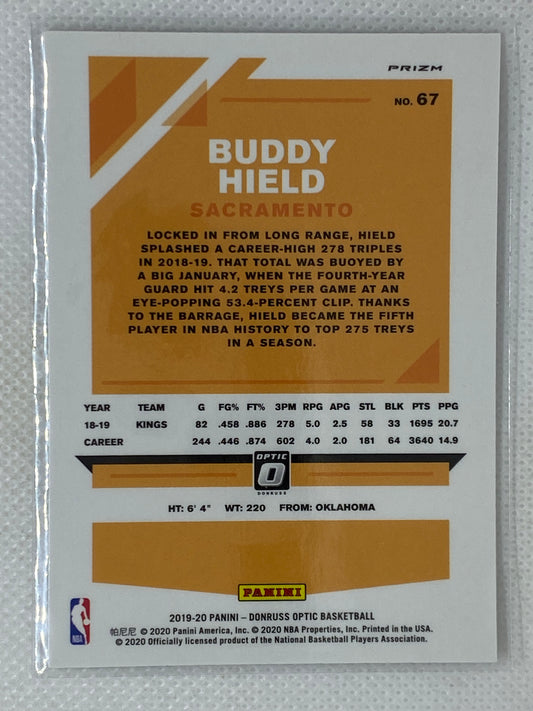 PRIZM
NO. 67
BUDDY
HIELD
SACRAMENTO
LOCKED IN FROM LONG RANGE, HIELD
SPLASHED A CAREER-HIGH 278 TRIPLES
IN 2018-19. THAT TOTAL WAS BUOYED BY
A BIG JANUARY, WHEN THE FOURTH-YEAR
GUARD HIT 4.2 TREYS PER GAME AT AN
EYE-POPPING 53.4-PERCENT CLIP. THANKS
TO THE BARRAGE, HIELD BECAME THE FIFTH
PLAYER IN NBA HISTORY TO TOP 275 TREYS
IN A SEASON.
YEAR TEAM G FG% FT% 3PM RPG APG STL BLK PTS PPG
18-19 KINGS 82 .458 .886 278 5.0 2.5 58 33 1695 20.7
CAREER 244 .446 .874 602 4.0 2.0 181 64 3640 14.9
OPTIC
DONRUSS
HT: 6' 4" WT: 220 FROM: OKLAHOMA
PANINI
2019-20 PANINI – DONRUSS OPTIC BASKETBALL
帕尼尼 © 2020 Panini America, Inc. © 2020 NBA Properties, Inc. Printed in the USA.
© 2020 Officially licensed product of the National Basketball Players Association.
NBA